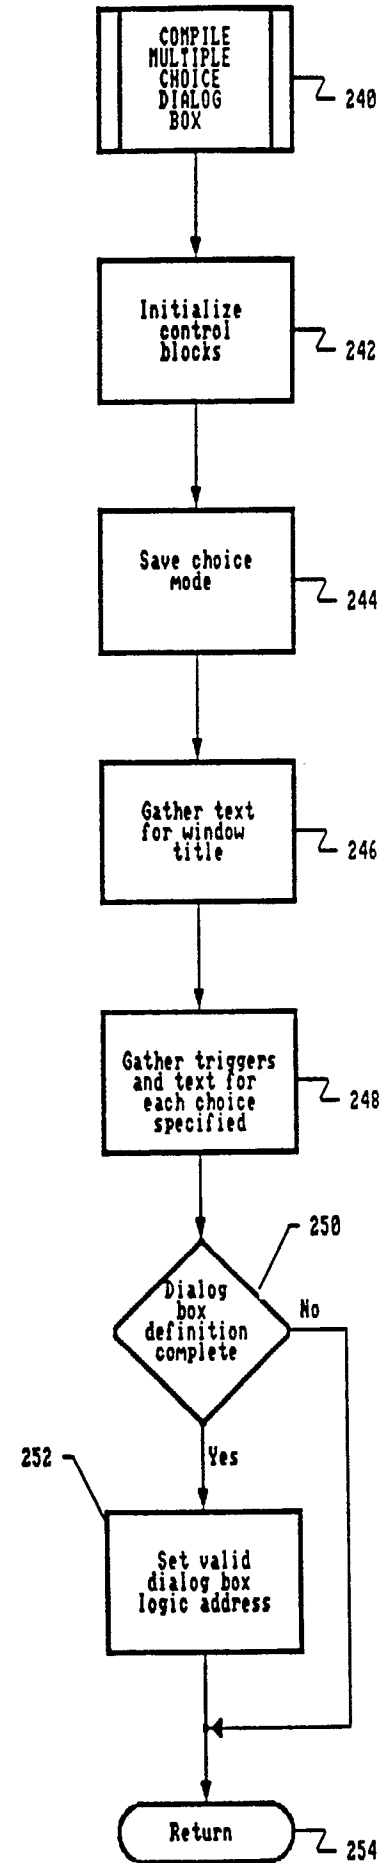 COMPILE
MULTIPLE
CHOICE
DIALOG
BOX
240
Initialize
control
blocks
242
Save choice
mode
244
Gather text
for window
title
246
Gather triggers
and text for
each choice
specified
248
250
Dialog
box
definition
complete
No
Yes
252
Set valid
dialog box
logic address
Return
254